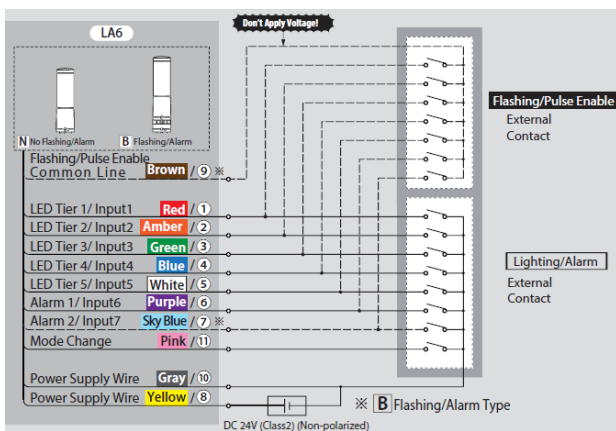 Don't Apply Voltage!
LA6
N No Flashing/Alarm B Flashing/Alarm
Flashing/Pulse Enable
Common Line Brown / 9 ※
LED Tier 1/ Input1 Red / 1
LED Tier 2/ Input2 Amber / 2
LED Tier 3/ Input3 Green / 3
LED Tier 4/ Input4 Blue / 4
LED Tier 5/ Input5 White / 5
Alarm 1/ Input6 Purple / 6
Alarm 2/ Input7 Sky Blue / 7 ※
Mode Change Pink / 11
Power Supply Wire Gray / 10
Power Supply Wire Yellow / 8
DC 24V (Class2) (Non-polarized)
※ B Flashing/Alarm Type
Flashing/Pulse Enable
External
Contact
Lighting/Alarm
External
Contact